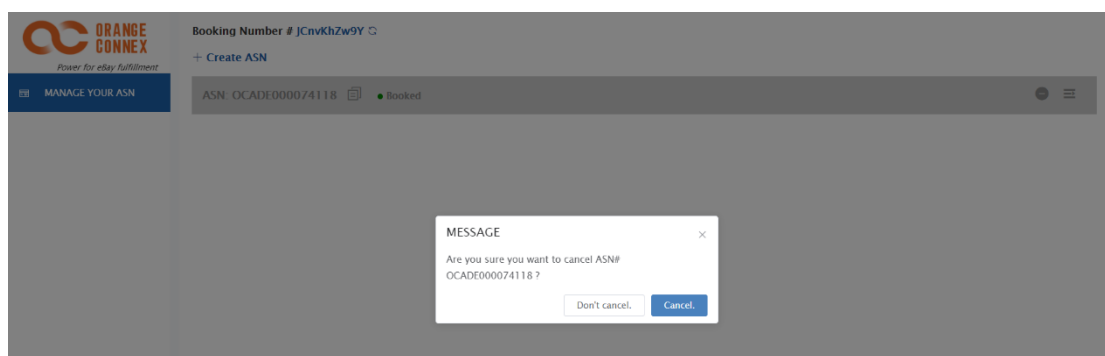 ORANGE
CONNEX
Power for eBay fulfillment
MANAGE YOUR ASN
Booking Number # JCnvKhZw9Y
+ Create ASN
ASN: OCADE000074118 Booked
MESSAGE
Are you sure you want to cancel ASN#
OCADE000074118 ?
Don't cancel. Cancel.